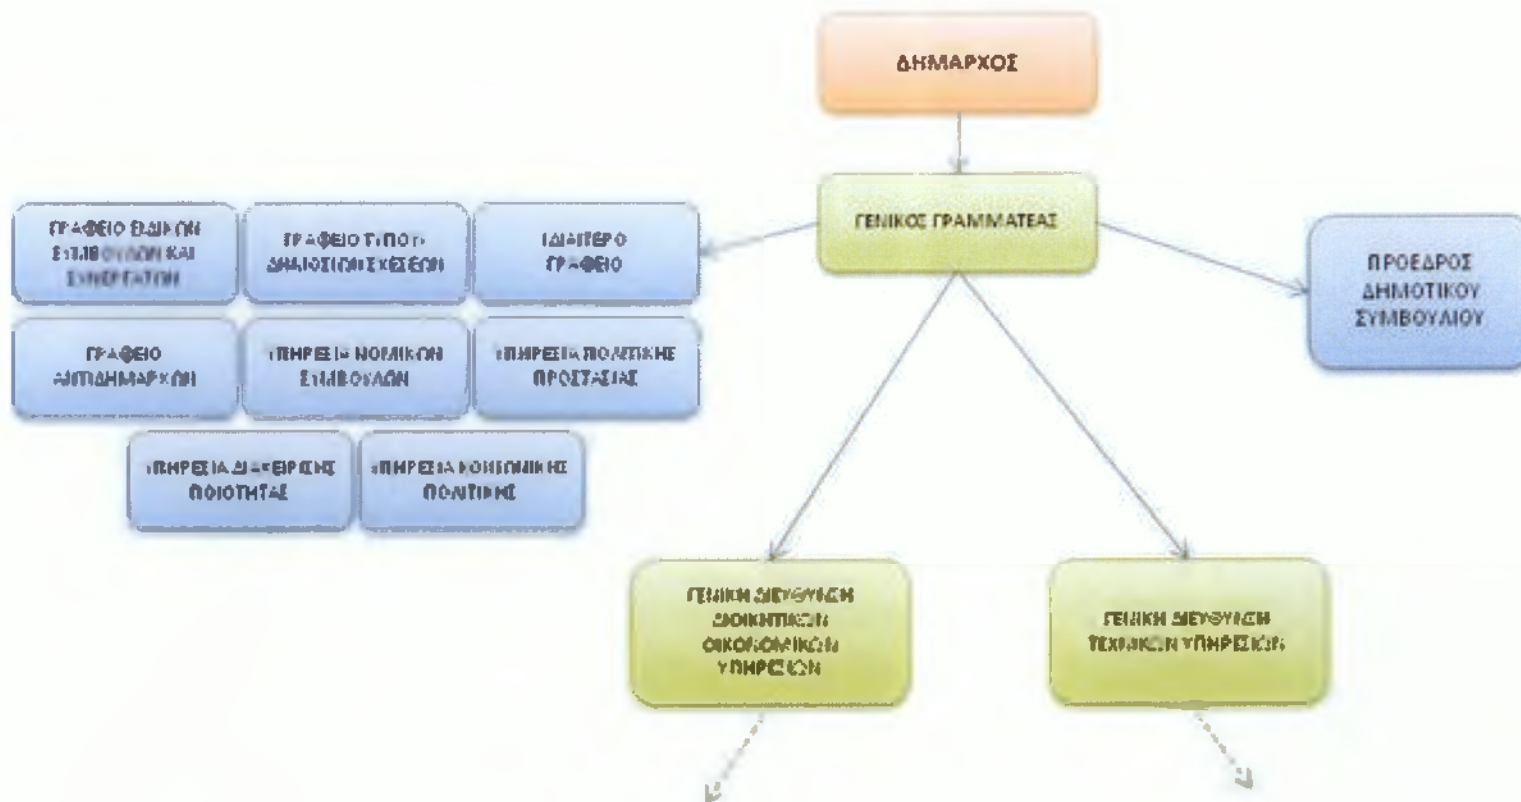 ΔΗΜΑΡΧΟΣ
ΓΕΝΙΚΟΣ ΓΡΑΜΜΑΤΕΑΣ
ΓΡΑΦΕΙΟ ΕΙΔΙΚΩΝ
ΣΥΜΒΟΥΛΩΝ ΚΑΙ
ΣΥΝΕΡΓΑΤΩΝ
ΓΡΑΦΕΙΟ ΤΥΠΟΥ
ΔΗΜΟΣΙΩΝ ΣΧΕΣΕΩΝ
ΙΔΙΑΙΤΕΡΟ
ΓΡΑΦΕΙΟ
ΠΡΟΕΔΡΟΣ
ΔΗΜΟΤΙΚΟΥ
ΣΥΜΒΟΥΛΙΟΥ
ΓΡΑΦΕΙΟ
ΑΝΤΙΔΗΜΑΡΧΩΝ
ΥΠΗΡΕΣΙΑ ΝΟΜΙΚΩΝ
ΣΥΜΒΟΥΛΩΝ
ΥΠΗΡΕΣΙΑ ΠΟΛΙΤΙΚΗΣ
ΠΡΟΣΤΑΣΙΑΣ
ΥΠΗΡΕΣΙΑ ΔΙΑΧΕΙΡΙΣΗΣ
ΠΟΙΟΤΗΤΑΣ
ΥΠΗΡΕΣΙΑ ΚΟΙΝΩΝΙΚΗΣ
ΠΟΛΙΤΙΚΗΣ
ΓΕΝΙΚΗ ΔΙΕΥΘΥΝΣΗ
ΔΙΟΙΚΗΤΙΚΩΝ
ΟΙΚΟΝΟΜΙΚΩΝ
ΥΠΗΡΕΣΙΩΝ
ΓΕΝΙΚΗ ΔΙΕΥΘΥΝΣΗ
ΤΕΧΝΙΚΩΝ ΥΠΗΡΕΣΙΩΝ